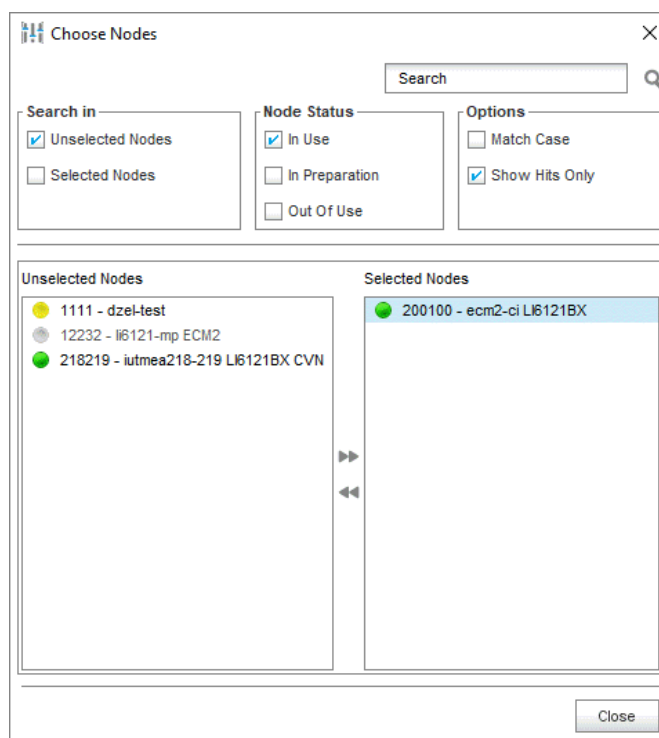 Choose Nodes
Search
Search in
Unselected Nodes
Selected Nodes
Node Status
In Use
In Preparation
Out Of Use
Options
Match Case
Show Hits Only
Unselected Nodes
1111 - dzel-test
12232 - li6121-mp ECM2
218219 - iutmea218-219 LI6121BX CVN
Selected Nodes
200100 - ecm2-ci LI6121BX
Close